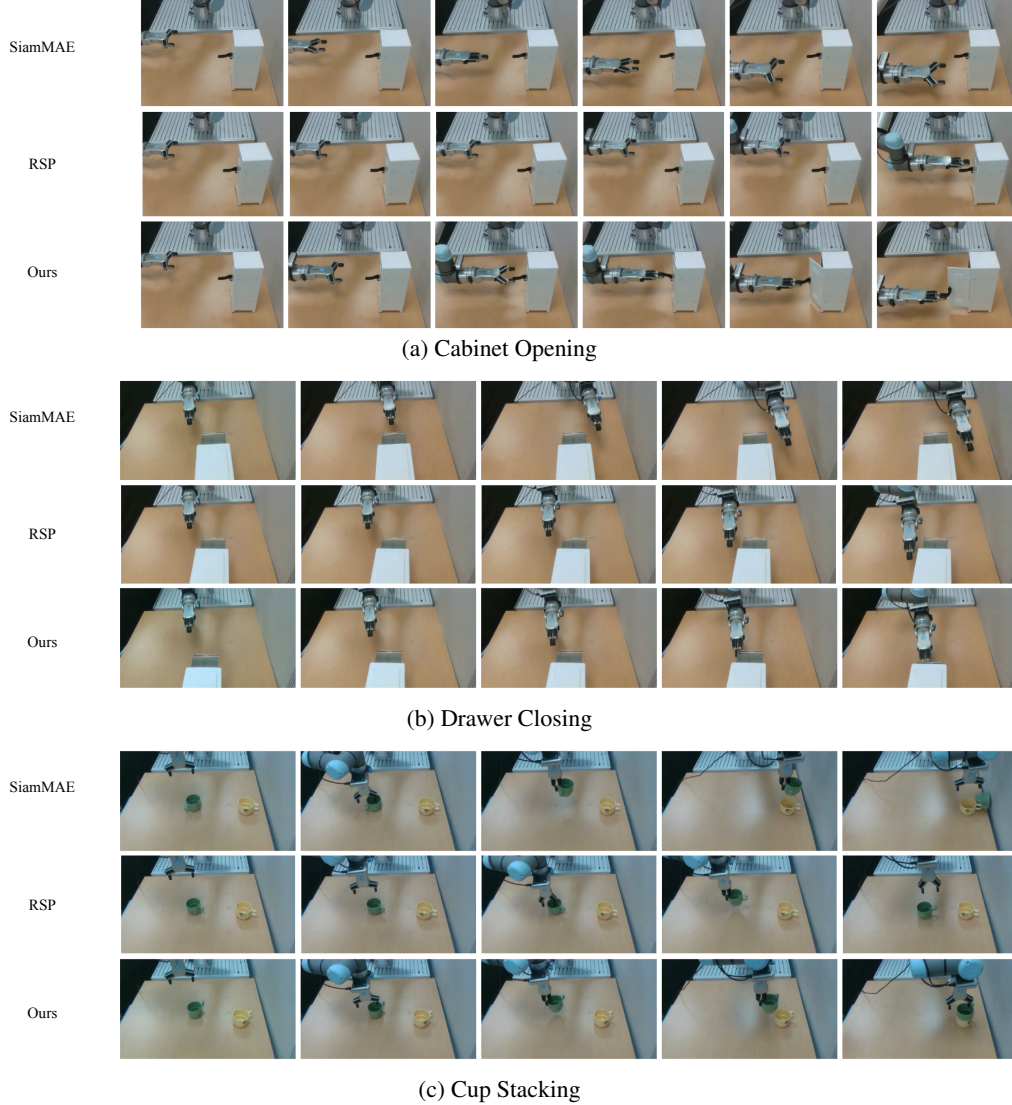 SiamMAE
RSP
Ours
(a) Cabinet Opening
SiamMAE
RSP
Ours
(b) Drawer Closing
SiamMAE
RSP
Ours
(c) Cup Stacking